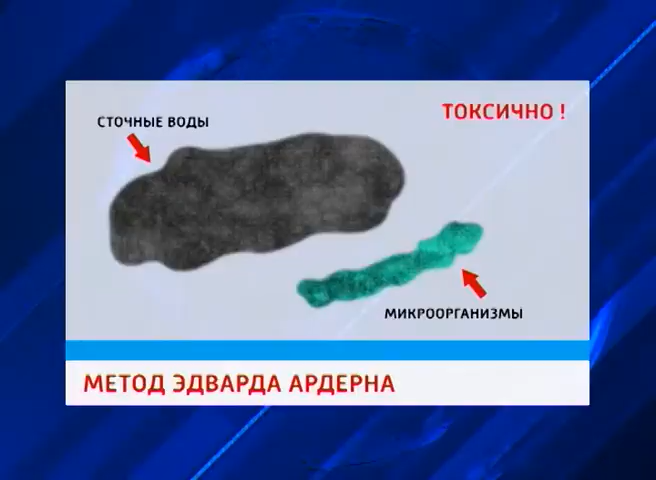 ТОКСИЧНО !
СТОЧНЫЕ ВОДЫ
МИКРООРГАНИЗМЫ
МЕТОД ЭДВАРДА АРДЕРНА